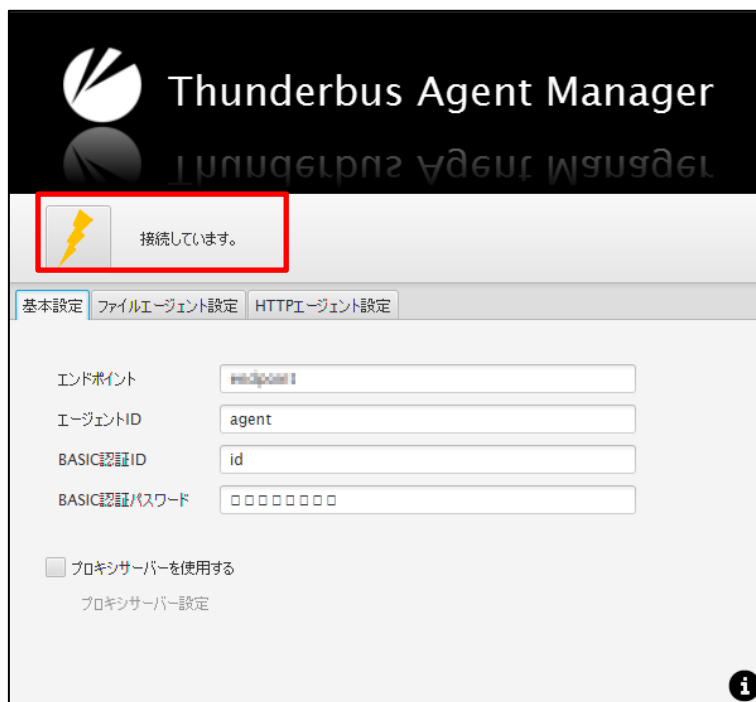 Thunderbus Agent Manager
接続しています。
基本設定 ファイルエージェント設定 HTTPエージェント設定
エンドポイント
エージェントID agent
BASIC認証ID id
BASIC認証パスワード □□□□□□□□
プロキシサーバーを使用する
プロキシサーバー設定